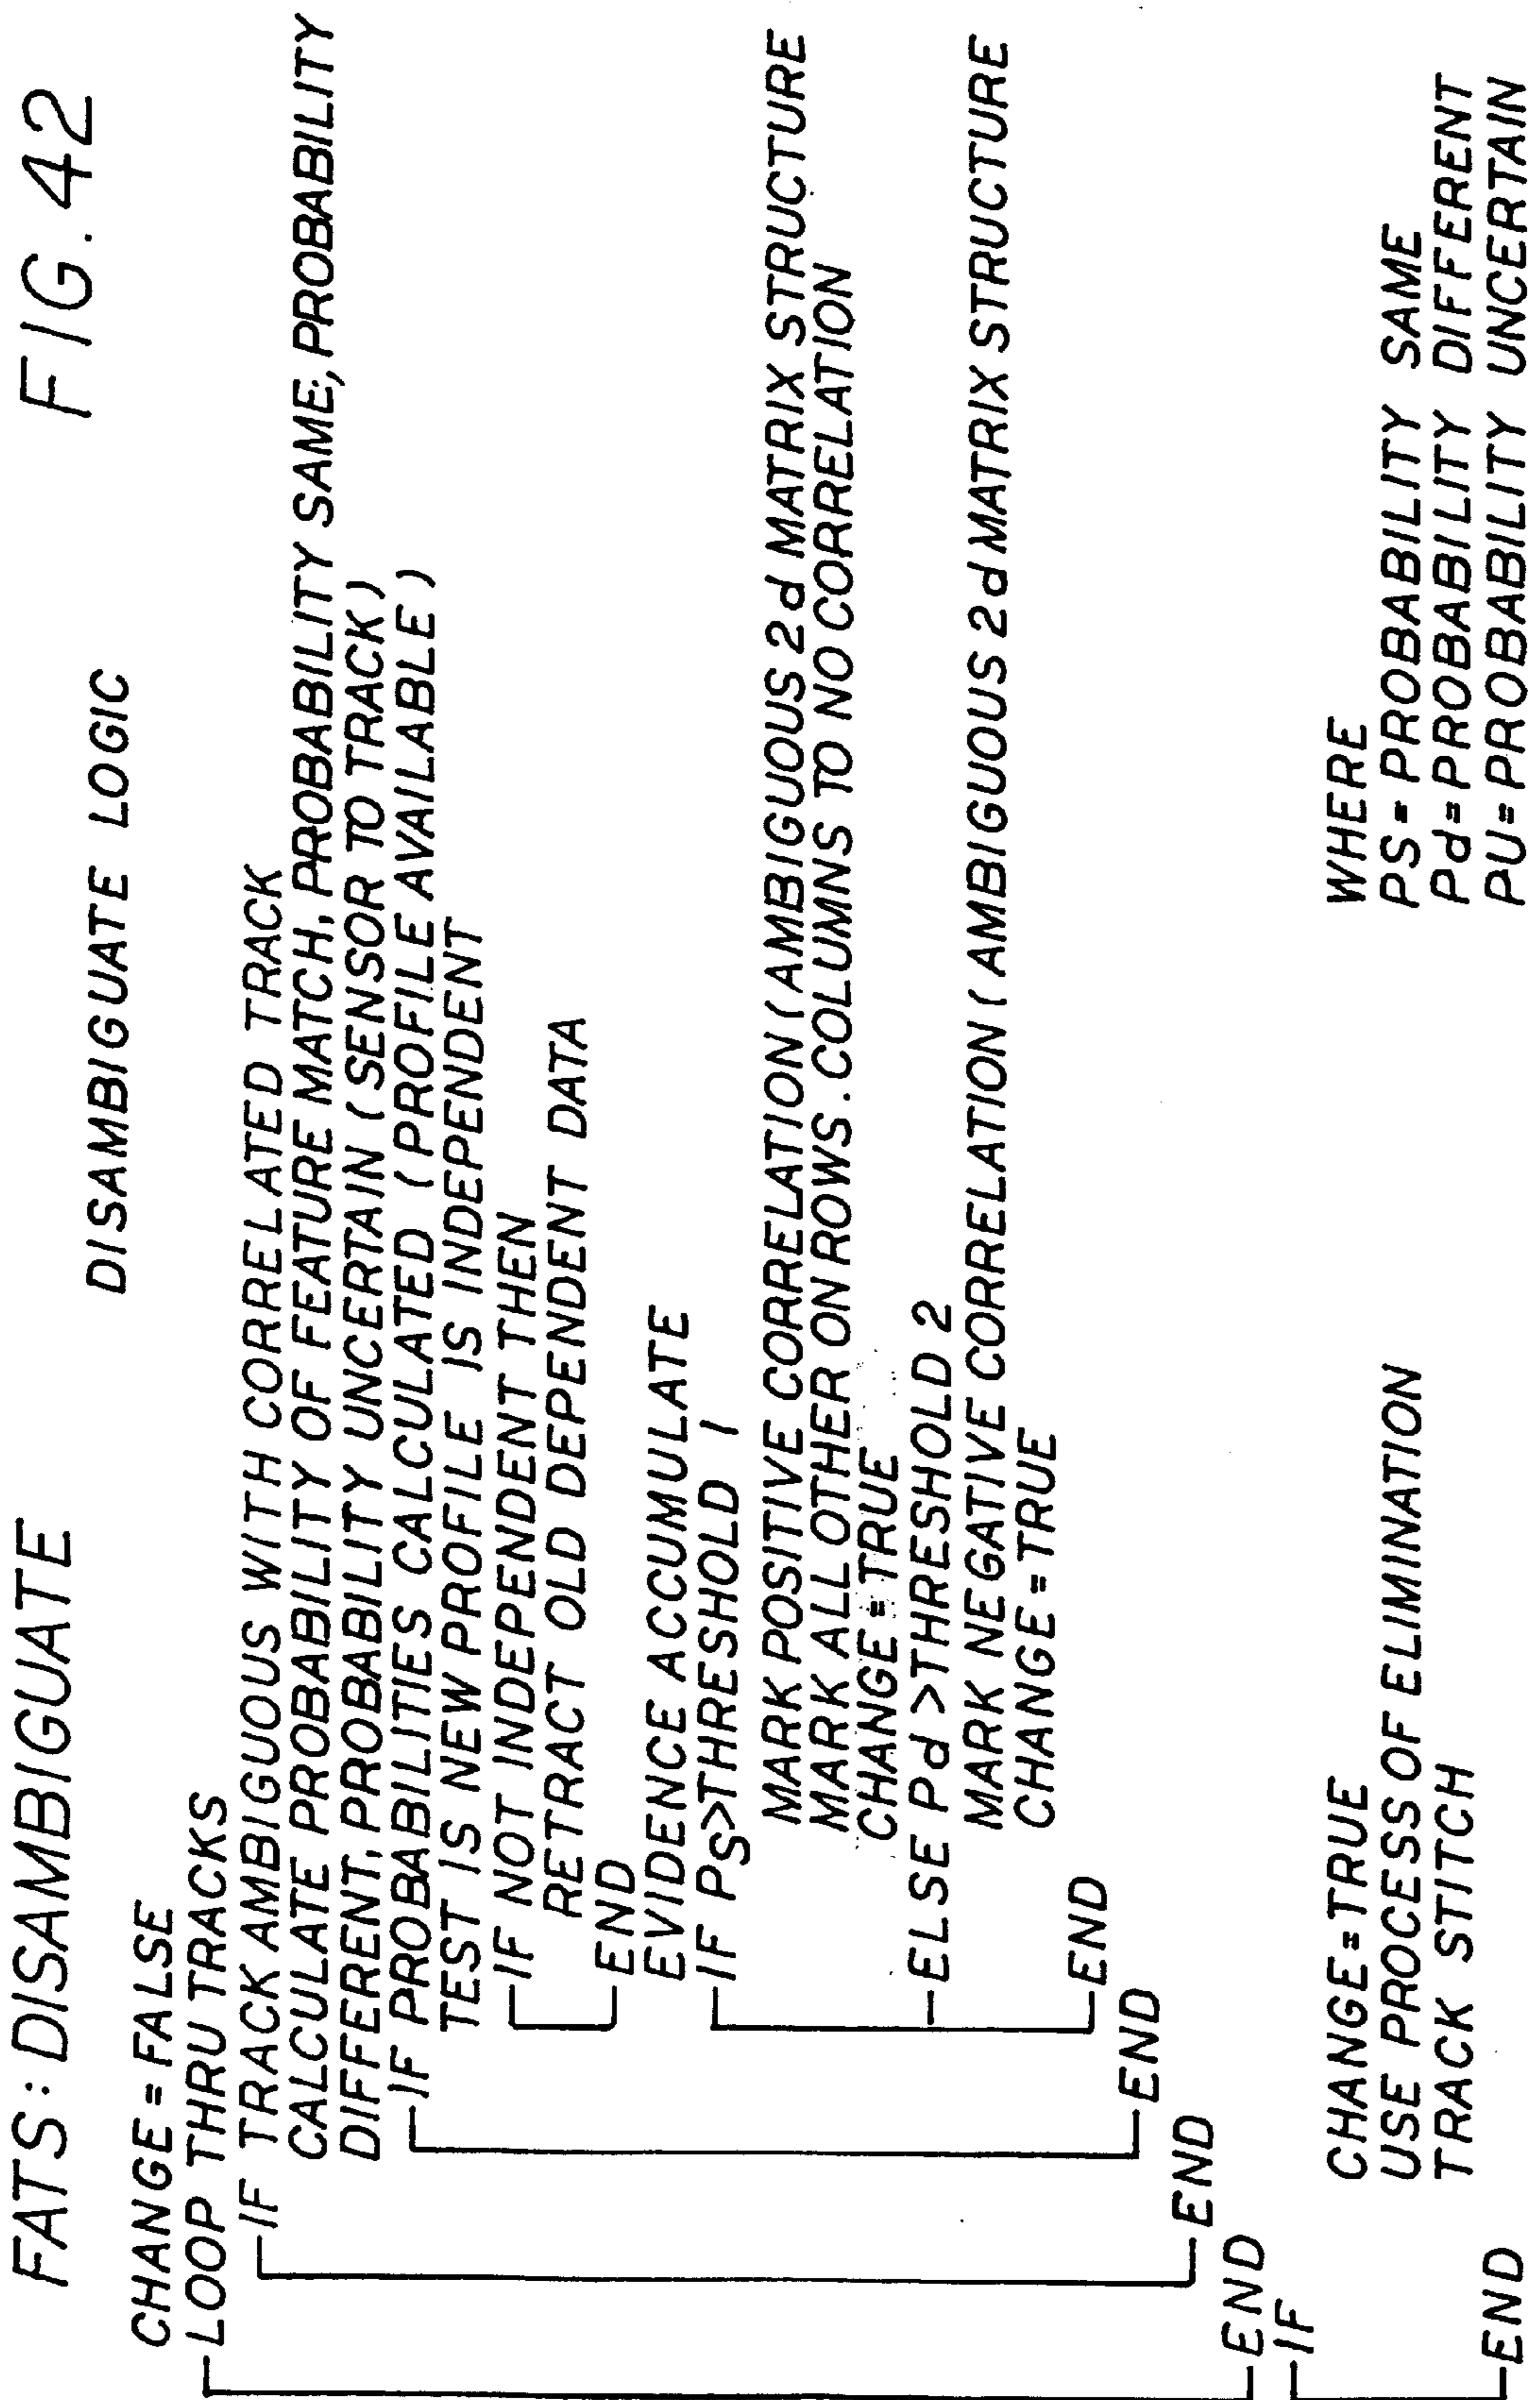 FATS: DISAMBIGUATE
FIG. 42
DISAMBIGUATE LOGIC
CHANGE = FALSE
LOOP THRU TRACKS
IF TRACK AMBIGUOUS WITH CORRELATED TRACK
CALCULATE PROBABILITY OF FEATURE MATCH, PROBABILITY SAME, PROBABILITY
DIFFERENT, PROBABILITY UNCERTAIN (SENSOR TO TRACK)
IF PROBABILITIES CALCULATED (PROFILE AVAILABLE)
TEST IS NEW PROFILE IS INDEPENDENT
IF NOT INDEPENDENT THEN
RETRACT OLD DEPENDENT DATA
END
EVIDENCE ACCUMULATE
IF PS>THRESHOLD 1
MARK POSITIVE CORRELATION (AMBIGUOUS 2d MATRIX STRUCTURE
MARK ALL OTHER ON ROWS. COLUMNS TO NO CORRELATION
CHANGE = TRUE
ELSE Pd >THRESHOLD 2
MARK NEGATIVE CORRELATION (AMBIGUOUS 2d MATRIX STRUCTURE
CHANGE = TRUE
END
END
END
END
IF
CHANGE = TRUE
USE PROCESS OF ELIMINATION
TRACK STITCH
END
WHERE
PS = PROBABILITY SAME
Pd = PROBABILITY DIFFERENT
PU = PROBABILITY UNCERTAIN